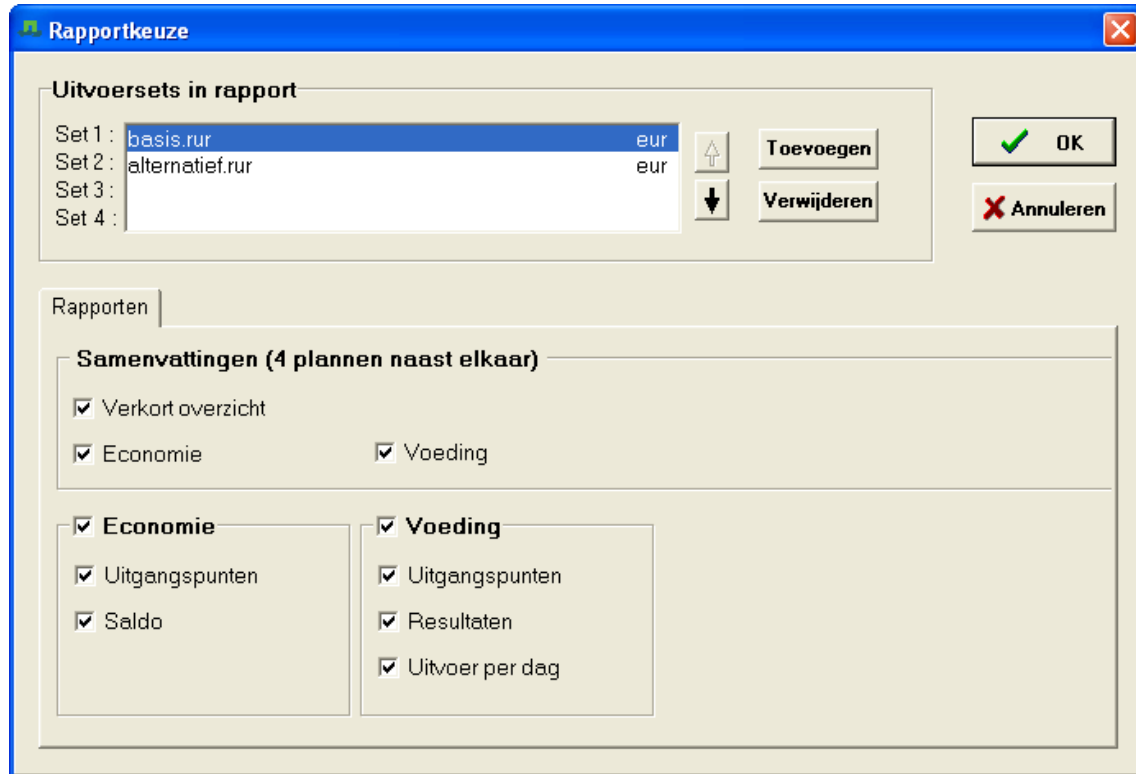 Rapportkeuze
Uitvoersets in rapport
Set 1 : basis.rur eur
Set 2 : alternatief.rur eur
Set 3 :
Set 4 :
Toevoegen
Verwijderen
OK
Annuleren
Rapporten
Samenvattingen (4 plannen naast elkaar)
Verkort overzicht
Economie Voeding
Economie Voeding
Uitgangspunten Uitgangspunten
Saldo Resultaten
Uitvoer per dag